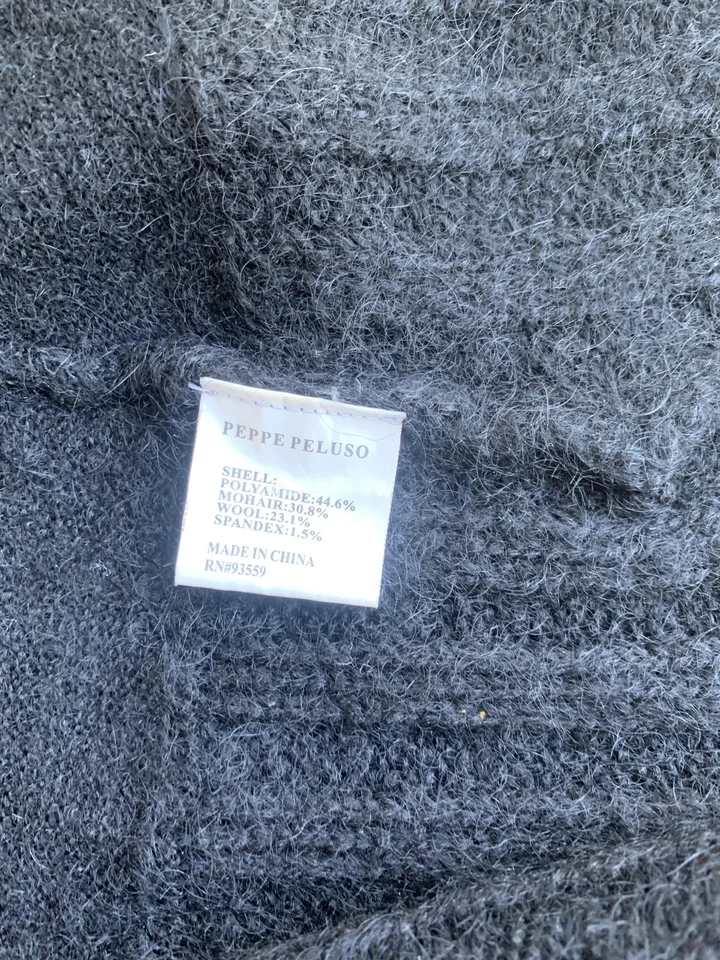 PEPPE PELUSO
SHELL:
POLYAMIDE:44.6%
MOHAIR:30.8%
WOOL:23.1%
SPANDEX:1.5%
MADE IN CHINA
RN#93559